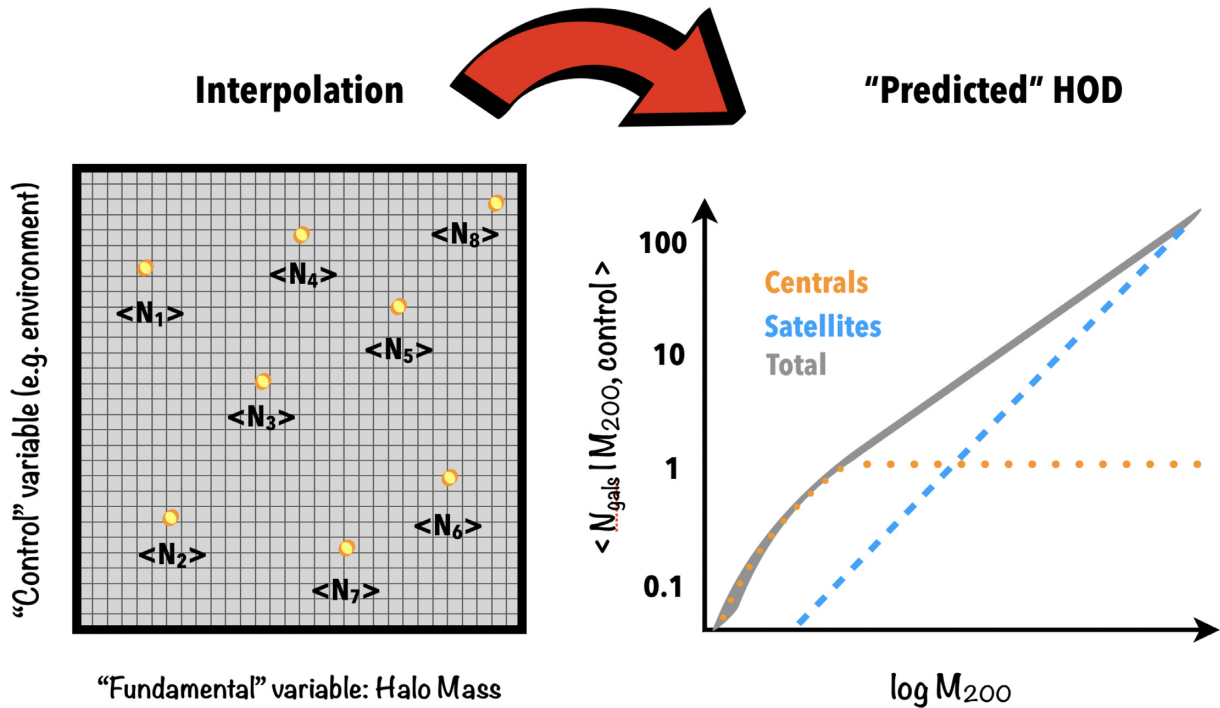 Interpolation
"Predicted" HOD
"Control" variable (e.g. environment)
<N₈>
<N₄>
<N₁>
<N₅>
<N₃>
<N₆>
<N₂>
<N₇>
"Fundamental" variable: Halo Mass
< N_gals | M₂₀₀, control >
100
10
1
0.1
Centrals
Satellites
Total
log M₂₀₀